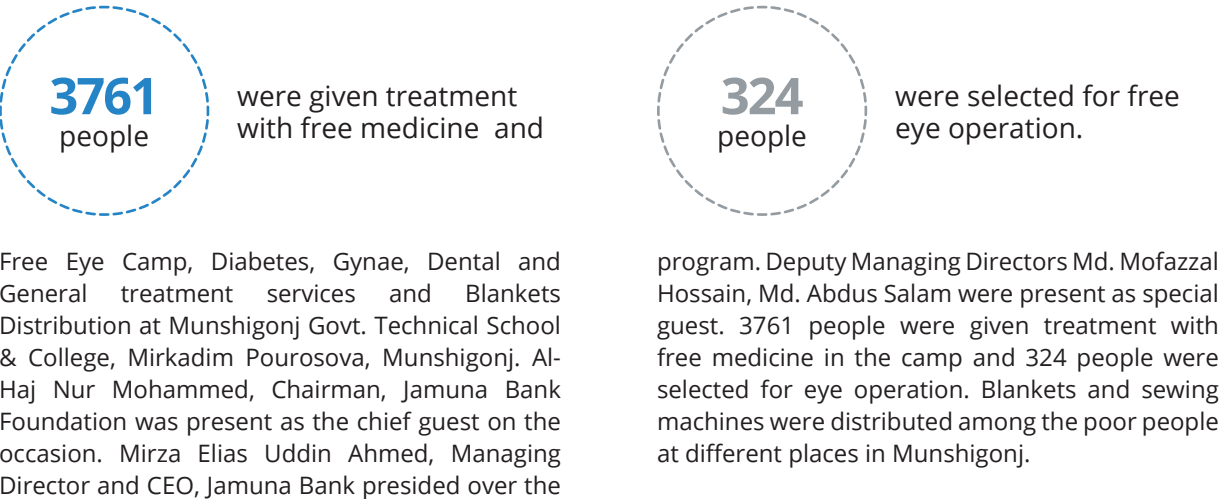 3761
people
were given treatment
with free medicine and
324
people
were selected for free
eye operation.
Free Eye Camp, Diabetes, Gynae, Dental and
General treatment services and Blankets
Distribution at Munshigonj Govt. Technical School
& College, Mirkadim Pourosova, Munshigonj. Al-
Haj Nur Mohammed, Chairman, Jamuna Bank
Foundation was present as the chief guest on the
occasion. Mirza Elias Uddin Ahmed, Managing
Director and CEO, Jamuna Bank presided over the
program. Deputy Managing Directors Md. Mofazzal
Hossain, Md. Abdus Salam were present as special
guest. 3761 people were given treatment with
free medicine in the camp and 324 people were
selected for eye operation. Blankets and sewing
machines were distributed among the poor people
at different places in Munshigonj.